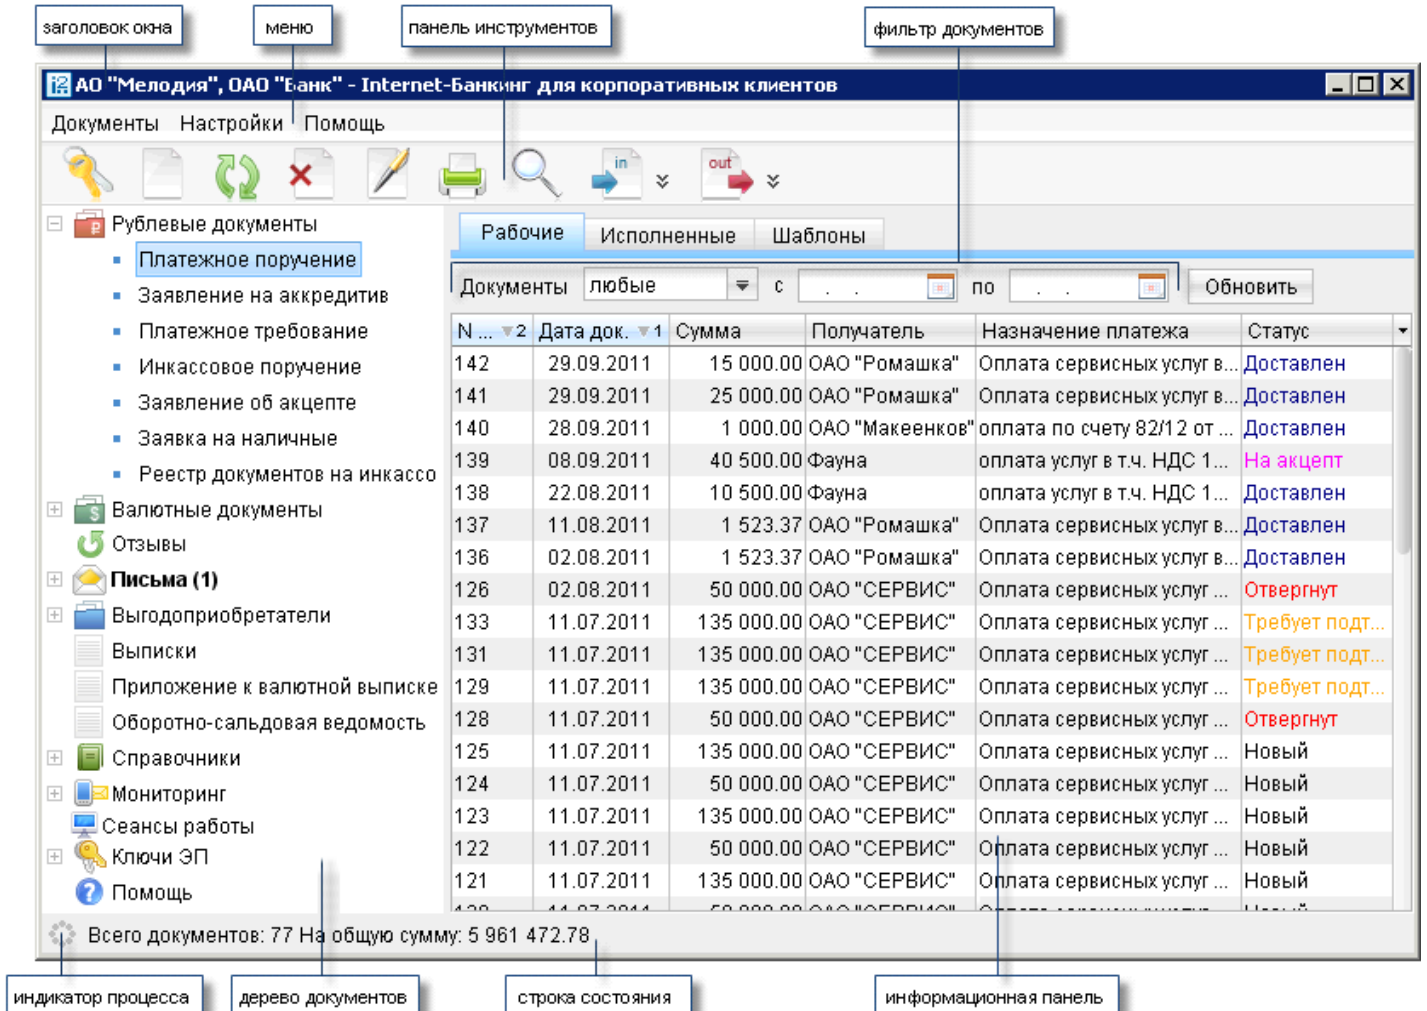 заголовок окна
меню
панель инструментов
фильтр документов
АО "Мелодия", ОАО "Банк" - Internet-Банкинг для корпоративных клиентов
Документы Настройки Помощь
in
out
Рублевые документы
Платежное поручение
Заявление на аккредитив
Платежное требование
Инкассовое поручение
Заявление об акцепте
Заявка на наличные
Реестр документов на инкассо
Валютные документы
Отзывы
Письма (1)
Выгодоприобретатели
Выписки
Приложение к валютной выписке
Оборотно-сальдовая ведомость
Справочники
Мониторинг
Сеансы работы
Ключи ЭП
Помощь
Рабочие Исполненные Шаблоны
Документы любые с . . по . . Обновить
N ... 2 Дата док. 1 Сумма Получатель Назначение платежа Статус
142 29.09.2011 15 000.00 ОАО "Ромашка" Оплата сервисных услуг в... Доставлен
141 29.09.2011 25 000.00 ОАО "Ромашка" Оплата сервисных услуг в... Доставлен
140 28.09.2011 1 000.00 ОАО "Макеенков" оплата по счету 82/12 от ... Доставлен
139 08.09.2011 40 500.00 Фауна оплата услуг в т.ч. НДС 1... На акцепт
138 22.08.2011 10 500.00 Фауна оплата услуг в т.ч. НДС 1... Доставлен
137 11.08.2011 1 523.37 ОАО "Ромашка" Оплата сервисных услуг в... Доставлен
136 02.08.2011 1 523.37 ОАО "Ромашка" Оплата сервисных услуг в... Доставлен
126 02.08.2011 50 000.00 ОАО "СЕРВИС" Оплата сервисных услуг ... Отвергнут
133 11.07.2011 135 000.00 ОАО "СЕРВИС" Оплата сервисных услуг ... Требует подт...
131 11.07.2011 135 000.00 ОАО "СЕРВИС" Оплата сервисных услуг ... Требует подт...
129 11.07.2011 135 000.00 ОАО "СЕРВИС" Оплата сервисных услуг ... Требует подт...
128 11.07.2011 50 000.00 ОАО "СЕРВИС" Оплата сервисных услуг ... Отвергнут
125 11.07.2011 135 000.00 ОАО "СЕРВИС" Оплата сервисных услуг ... Новый
124 11.07.2011 50 000.00 ОАО "СЕРВИС" Оплата сервисных услуг ... Новый
123 11.07.2011 135 000.00 ОАО "СЕРВИС" Оплата сервисных услуг ... Новый
122 11.07.2011 50 000.00 ОАО "СЕРВИС" Оплата сервисных услуг ... Новый
121 11.07.2011 135 000.00 ОАО "СЕРВИС" Оплата сервисных услуг ... Новый
Всего документов: 77 На общую сумму: 5 961 472.78
индикатор процесса
дерево документов
строка состояния
информационная панель